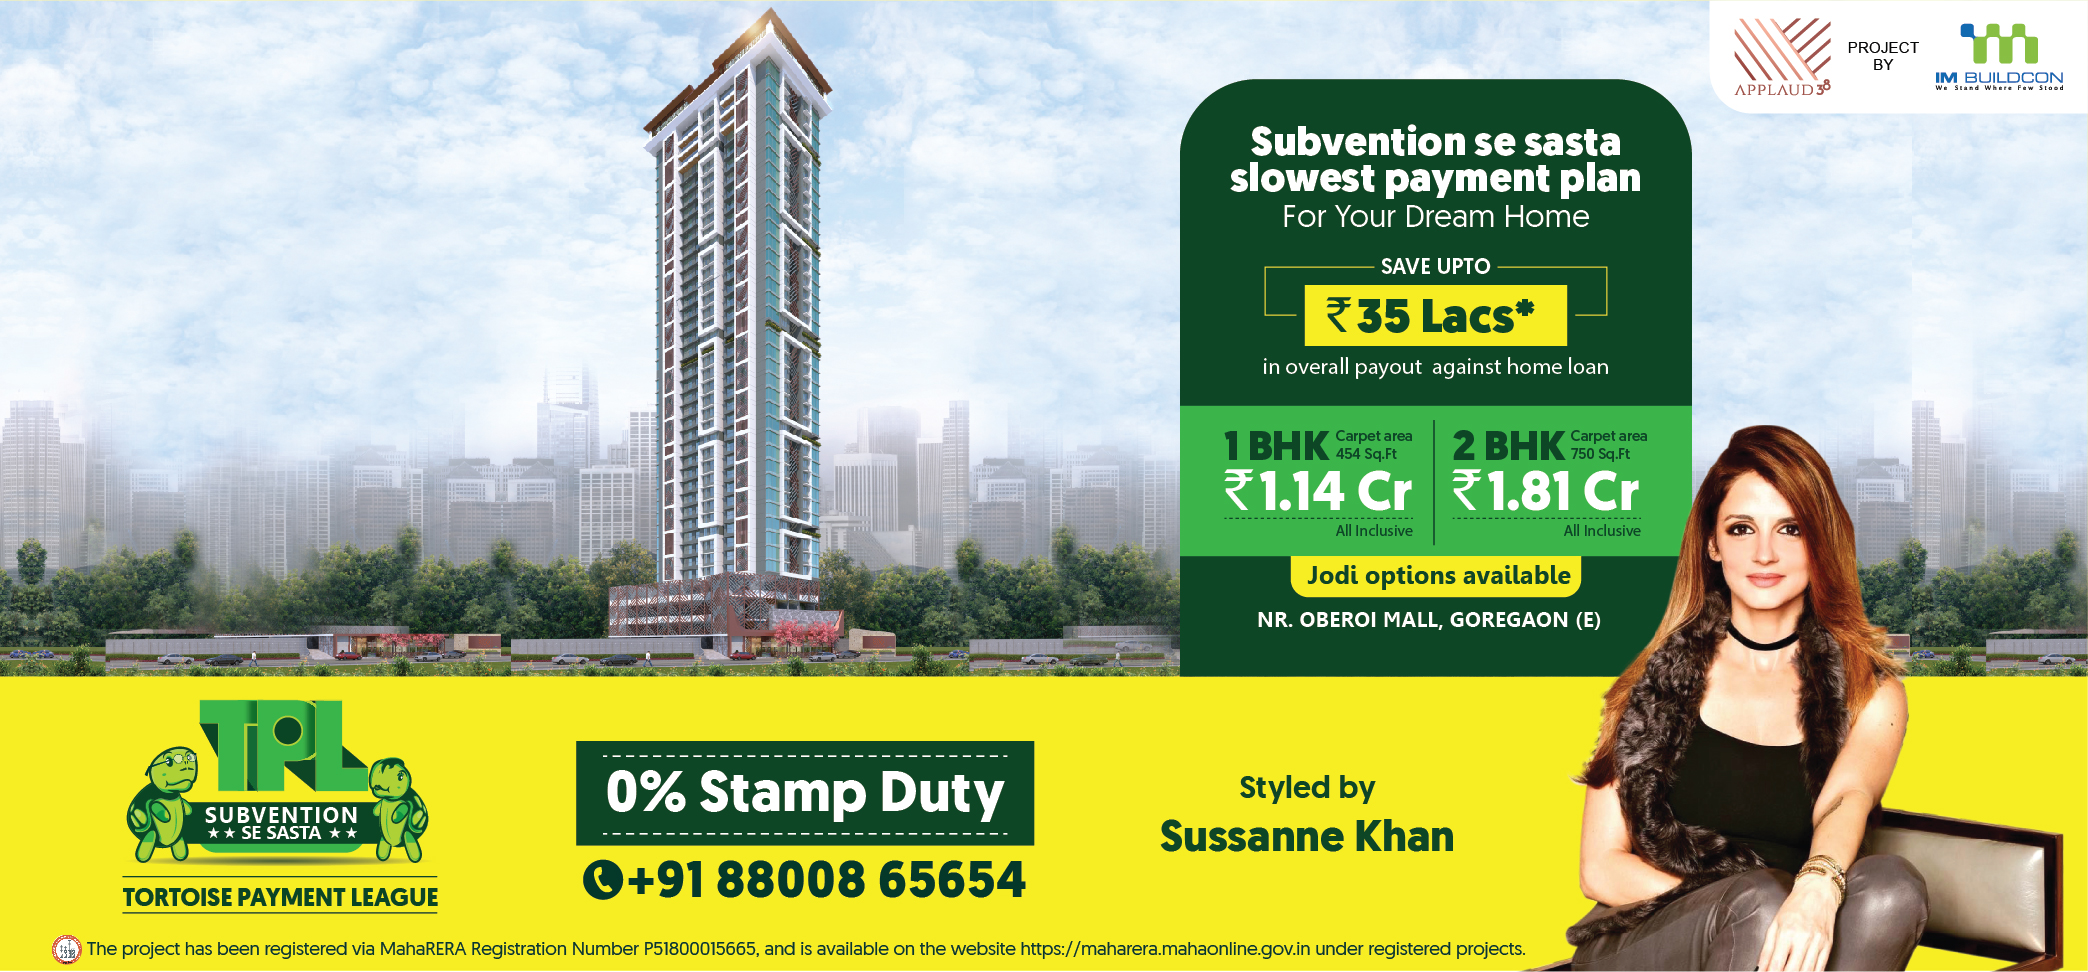 APPLAUD 38
PROJECT
BY
IM BUILDCON
We Stand Where Few Stood
Subvention se sasta
slowest payment plan
For Your Dream Home
SAVE UPTO
₹35 Lacs*
in overall payout against home loan
1 BHK Carpet area
454 Sq.Ft
₹1.14 Cr
All Inclusive
2 BHK Carpet area
750 Sq.Ft
₹1.81 Cr
All Inclusive
Jodi options available
NR. OBEROI MALL, GOREGAON (E)
TPL
SUBVENTION
SE SASTA
TORTOISE PAYMENT LEAGUE
0% Stamp Duty
+91 88008 65654
Styled by
Sussanne Khan
The project has been registered via MahaRERA Registration Number P51800015665, and is available on the website https://maharera.mahaonline.gov.in under registered projects.